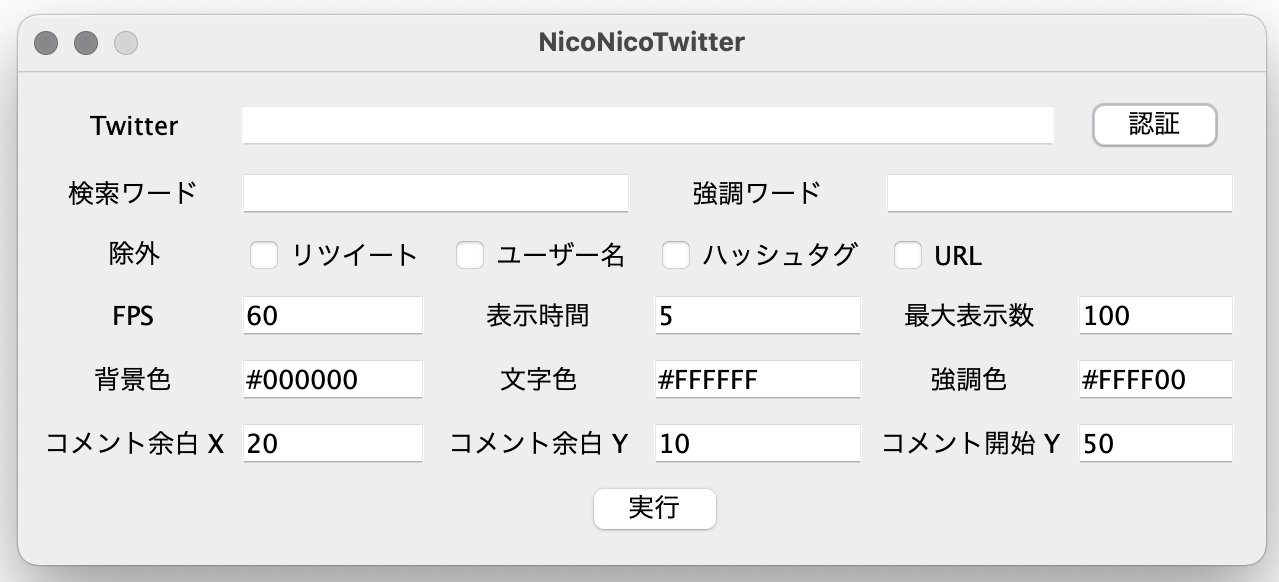 NicoNicoTwitter
Twitter 認証
検索ワード 強調ワード
除外 リツイート ユーザー名 ハッシュタグ URL
FPS 60 表示時間 5 最大表示数 100
背景色 #000000 文字色 #FFFFFF 強調色 #FFFF00
コメント余白 X 20 コメント余白 Y 10 コメント開始 Y 50
実行